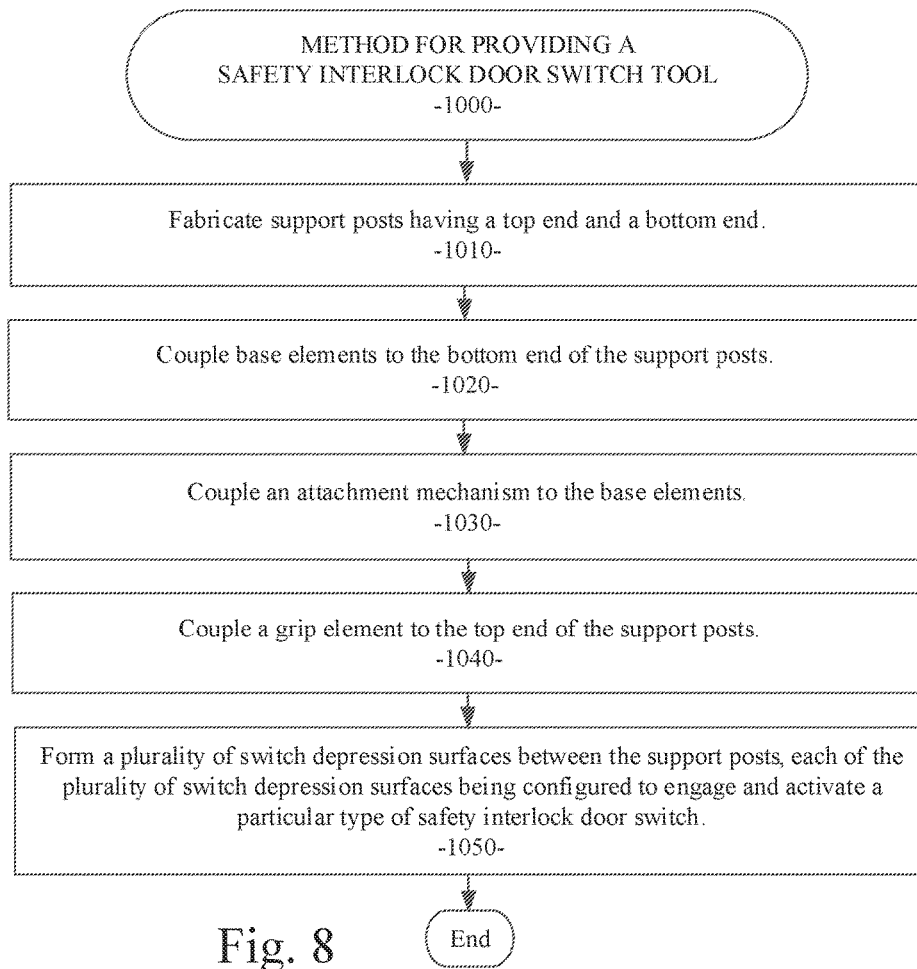 METHOD FOR PROVIDING A
SAFETY INTERLOCK DOOR SWITCH TOOL
-1000-
Fabricate support posts having a top end and a bottom end.
-1010-
Couple base elements to the bottom end of the support posts.
-1020-
Couple an attachment mechanism to the base elements.
-1030-
Couple a grip element to the top end of the support posts.
-1040-
Form a plurality of switch depression surfaces between the support posts, each of the
plurality of switch depression surfaces being configured to engage and activate a
particular type of safety interlock door switch.
-1050-
End
Fig. 8